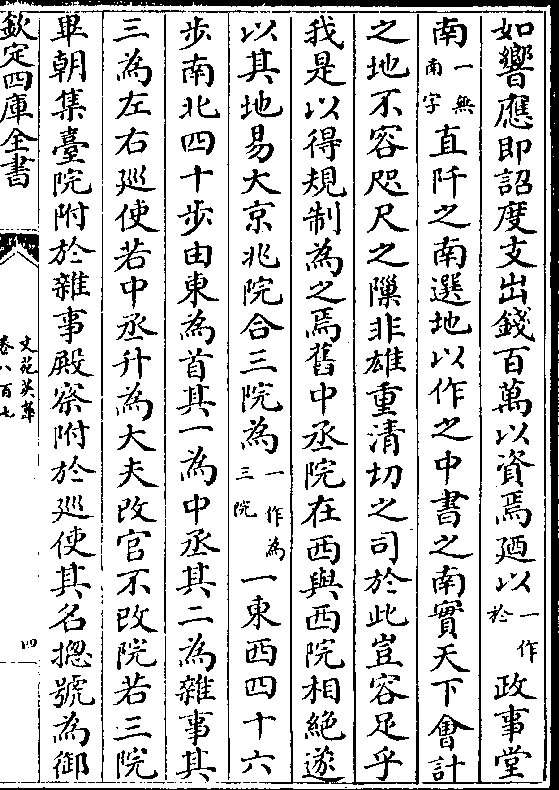 如響應即詔度支出錢百萬以資焉廼以一作於政事堂
南一無南字直阡之南選地以作之中書之南實天下會計
之地不容咫尺之隟非雄重清切之司於此豈容足乎
我是以得規制為之焉舊中丞院在西與西院相絶遂
以其地易大京兆院合三院為一作為三院一東西四十六
步南北四十步由東為首其一為中丞其二為雜事其
三為左右廵使若中丞升為大夫改官不改院若三院
畢朝集臺院附於雜事殿察附於廵使其名揔號為御
欽定四庫全書
文苑英華
卷八百七
四